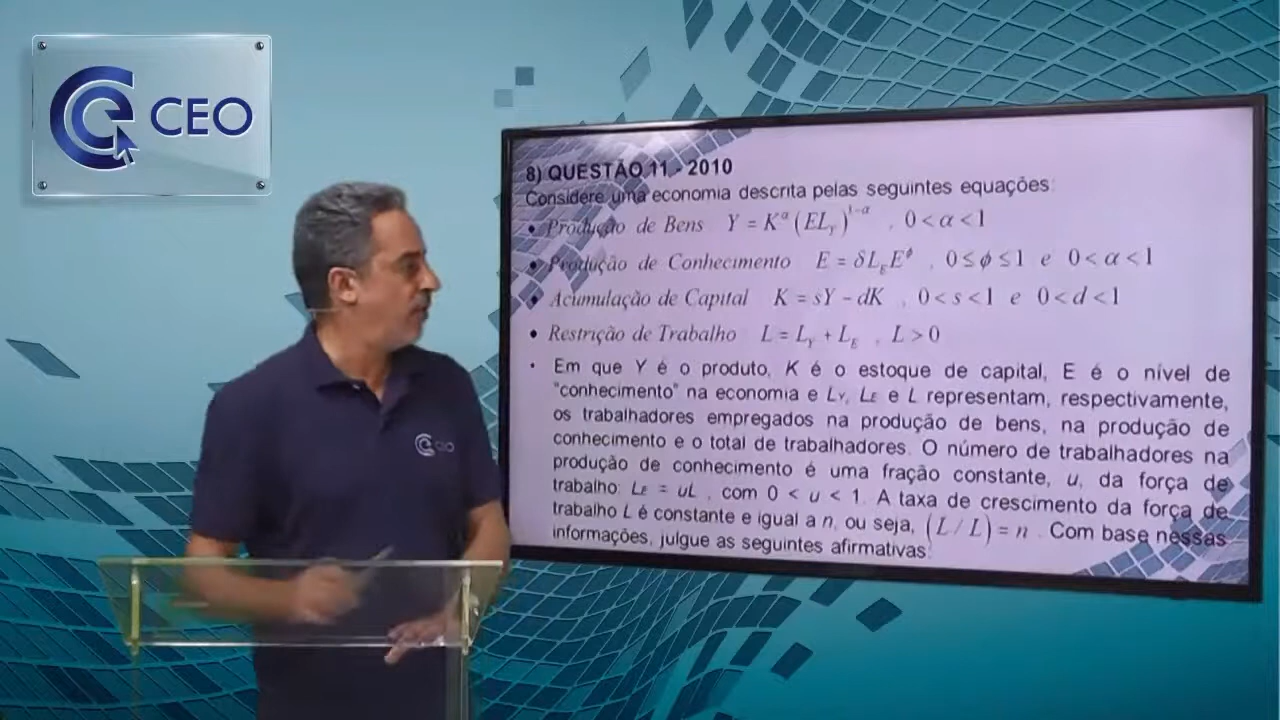 CEO
8) QUESTÃO 11 - 2010
Considere uma economia descrita pelas seguintes equações:
• Produção de Bens Y = K^α (EL_Y)^{1-α} , 0 < α < 1
• Produção de Conhecimento E = δL_E E^ϕ , 0 ≤ ϕ ≤ 1 e 0 < α < 1
• Acumulação de Capital K = sY − dK , 0 < s < 1 e 0 < d < 1
• Restrição de Trabalho L = L_Y + L_E , L > 0
• Em que Y é o produto, K é o estoque de capital, E é o nível de
"conhecimento" na economia e L_Y, L_E e L representam, respectivamente,
os trabalhadores empregados na produção de bens, na produção de
conhecimento e o total de trabalhadores. O número de trabalhadores na
produção de conhecimento é uma fração constante, u, da força de
trabalho: L_E = uL , com 0 < u < 1. A taxa de crescimento da força de
trabalho L é constante e igual a n, ou seja, (L / L) = n . Com base nessas
informações, julgue as seguintes afirmativas:
CEO